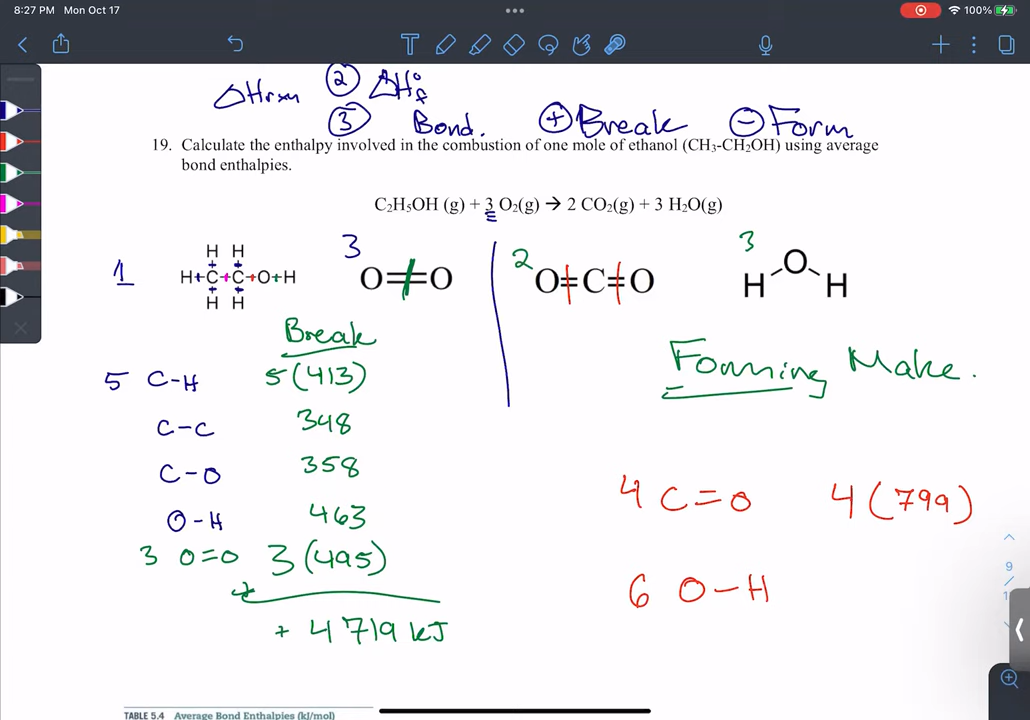 8:27 PM Mon Oct 17
100%
ΔHrxn ② ΔH°f
③ Bond. ⊕Break ⊖Form
19. Calculate the enthalpy involved in the combustion of one mole of ethanol (CH3-CH2OH) using average
bond enthalpies.
C2H5OH (g) + 3 O2(g) → 2 CO2(g) + 3 H2O(g)
1
H H
H+C+C+O+H
H H
3 O=O
2 O=C=O
3
O
H H
Break
Forming Make.
5 C-H 5(413)
C-C 348
C-O 358
O-H 463
3 O=O 3(495)
+
+ 4719 kJ
4 C=O 4(799)
6 O-H
9
/
1
TABLE 5.4 Average Bond Enthalpies (kJ/mol)